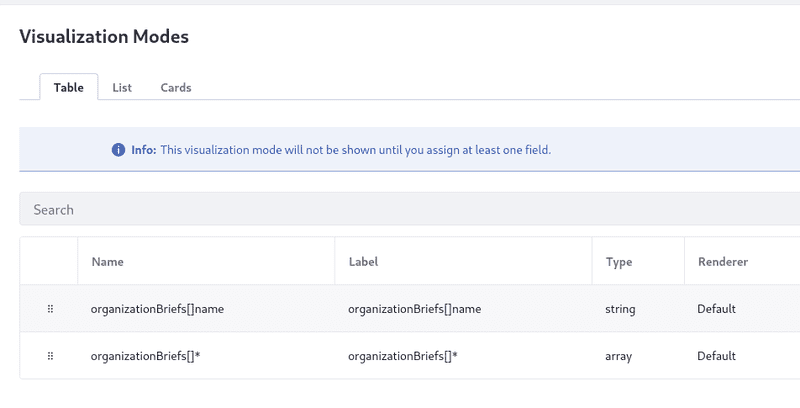 Visualization Modes
Table List Cards
Info: This visualization mode will not be shown until you assign at least one field.
Search
Name Label Type Renderer
organizationBriefs[]name organizationBriefs[]name string Default
organizationBriefs[]* organizationBriefs[]* array Default